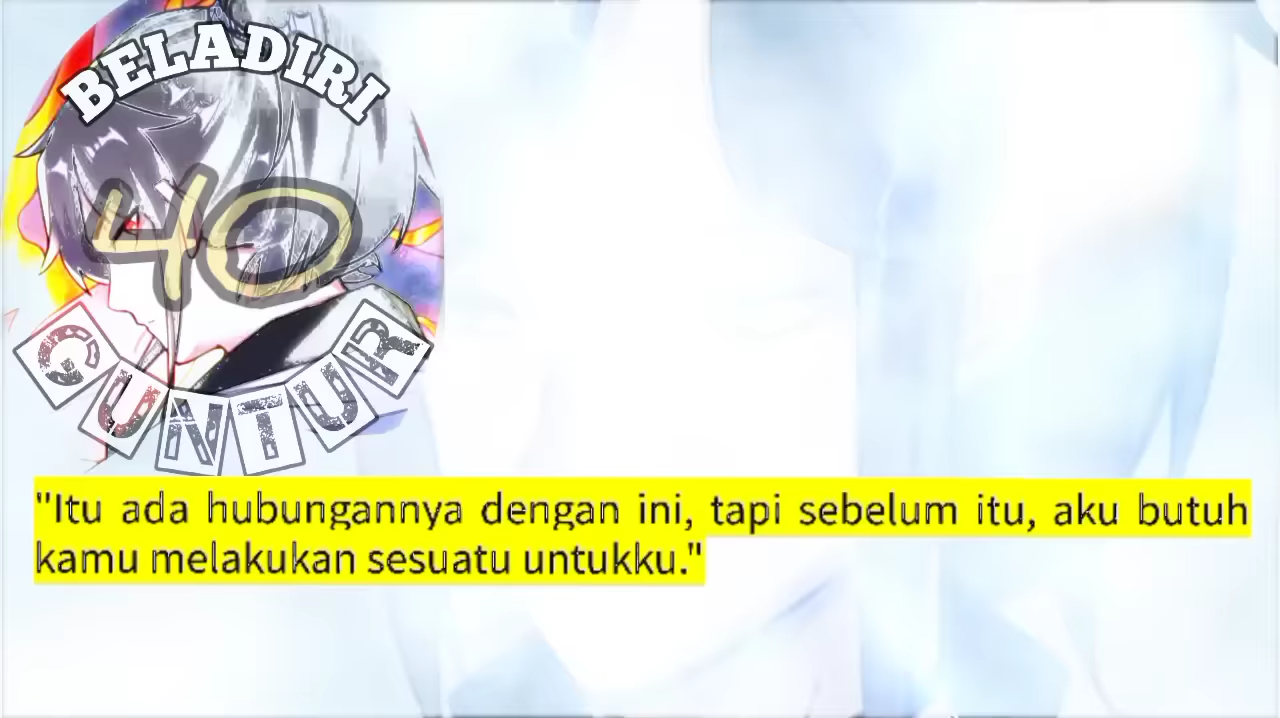 BELADIRI
40
GUNTUR
"Itu ada hubungannya dengan ini, tapi sebelum itu, aku butuh
kamu melakukan sesuatu untukku."